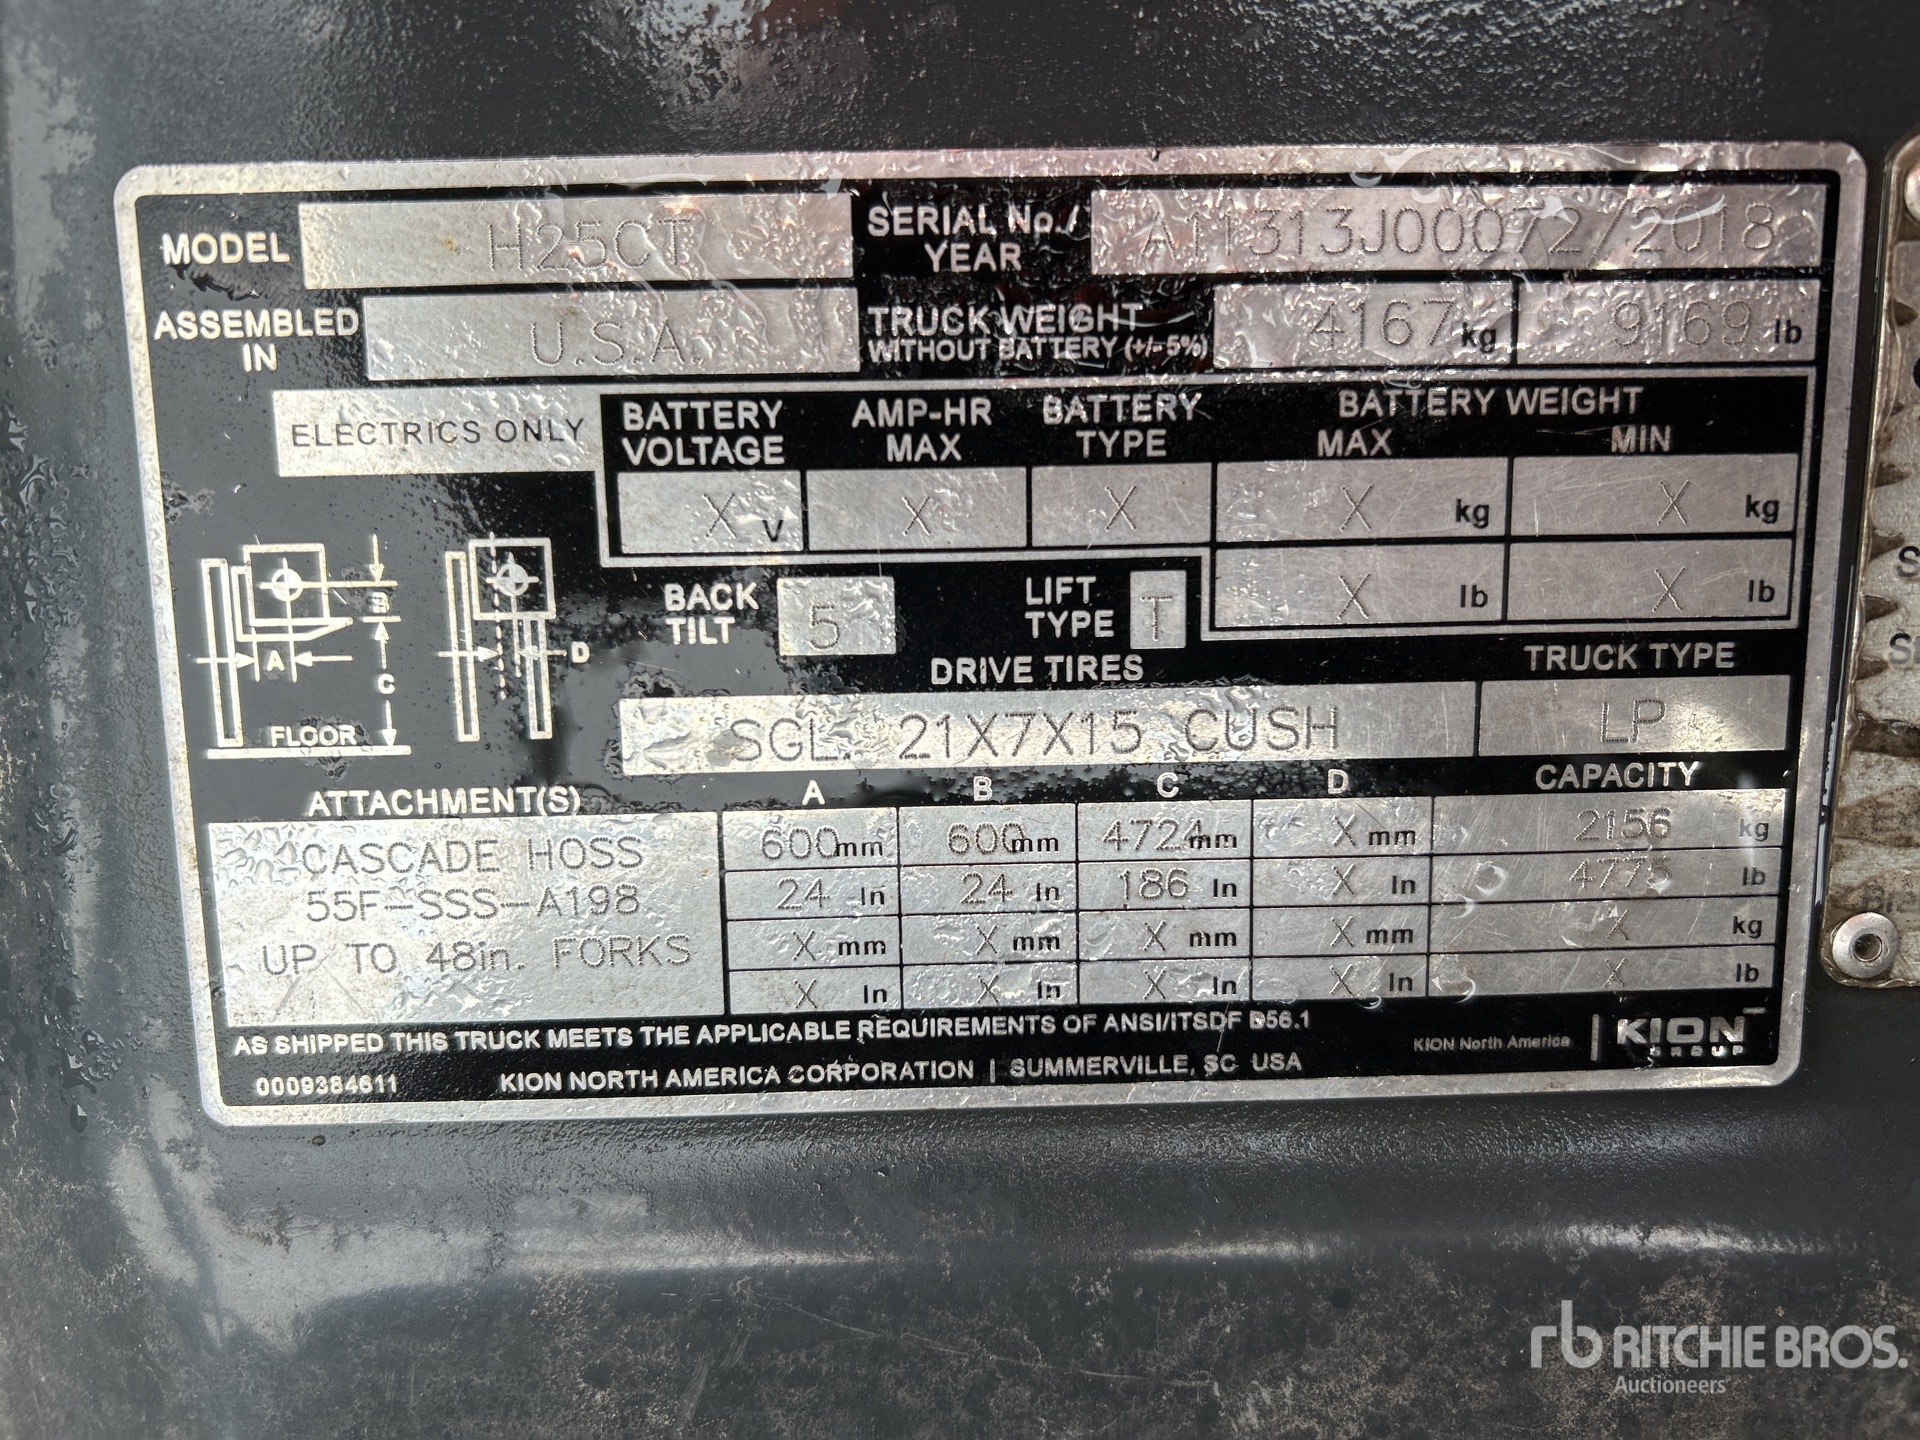 MODEL H25CT SERIAL No./ YEAR A11313J00072/2018
ASSEMBLED IN U.S.A. TRUCK WEIGHT WITHOUT BATTERY (+/- 5%) 4167 kg 9169 lb
ELECTRICS ONLY
BATTERY VOLTAGE AMP-HR MAX BATTERY TYPE BATTERY WEIGHT
MAX MIN
X V X X X kg X kg
X lb X lb
BACK TILT 5 LIFT TYPE T
DRIVE TIRES TRUCK TYPE
SGL. 21X7X15 CUSH LP
A B C D
FLOOR
ATTACHMENT(S) A B C D CAPACITY
CASCADE HOSS 600 mm 600 mm 4724 mm X mm 2156 kg
55F-SSS-A198 24 In 24 In 186 In X In 4775 lb
UP TO 48in. FORKS X mm X mm X mm X mm X kg
X In X In X In X In X lb
AS SHIPPED THIS TRUCK MEETS THE APPLICABLE REQUIREMENTS OF ANSI/ITSDF B56.1
KION North America | KION GROUP
0009384611 KION NORTH AMERICA CORPORATION | SUMMERVILLE, SC USA
rb RITCHIE BROS.
Auctioneers